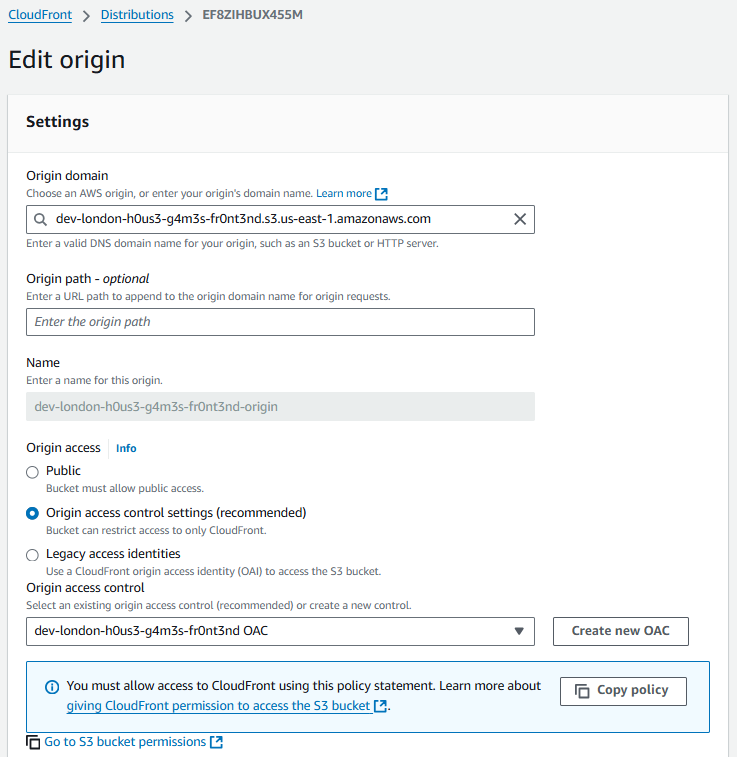 CloudFront > Distributions > EF8ZIHBUX455M
Edit origin
Settings
Origin domain
Choose an AWS origin, or enter your origin's domain name. Learn more
dev-london-h0us3-g4m3s-fr0nt3nd.s3.us-east-1.amazonaws.com
Enter a valid DNS domain name for your origin, such as an S3 bucket or HTTP server.
Origin path - optional
Enter a URL path to append to the origin domain name for origin requests.
Enter the origin path
Name
Enter a name for this origin.
dev-london-h0us3-g4m3s-fr0nt3nd-origin
Origin access Info
Public
Bucket must allow public access.
Origin access control settings (recommended)
Bucket can restrict access to only CloudFront.
Legacy access identities
Use a CloudFront origin access identity (OAI) to access the S3 bucket.
Origin access control
Select an existing origin access control (recommended) or create a new control.
dev-london-h0us3-g4m3s-fr0nt3nd OAC
Create new OAC
You must allow access to CloudFront using this policy statement. Learn more about
giving CloudFront permission to access the S3 bucket.
Copy policy
Go to S3 bucket permissions